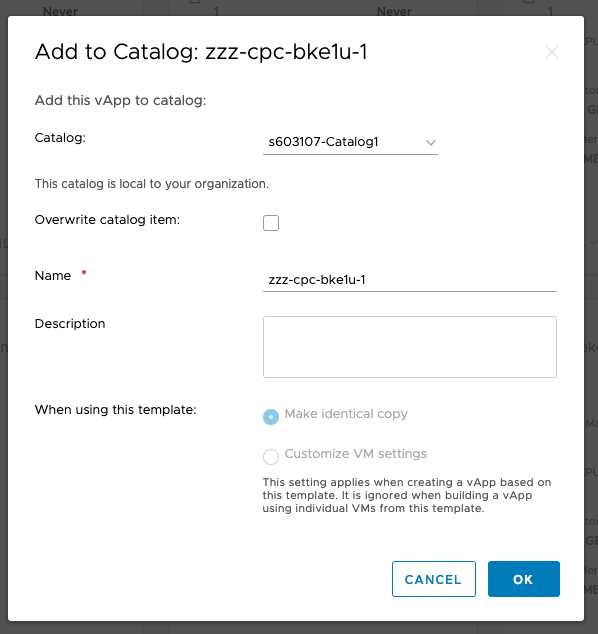 Never
1
Never
1
Add to Catalog: zzz-cpc-bke1u-1
Add this vApp to catalog:
Catalog:
s603107-Catalog1
This catalog is local to your organization.
Overwrite catalog item:
Name *
zzz-cpc-bke1u-1
Description
When using this template:
Make identical copy
Customize VM settings
This setting applies when creating a vApp based on
this template. It is ignored when building a vApp
using individual VMs from this template.
CANCEL
OK